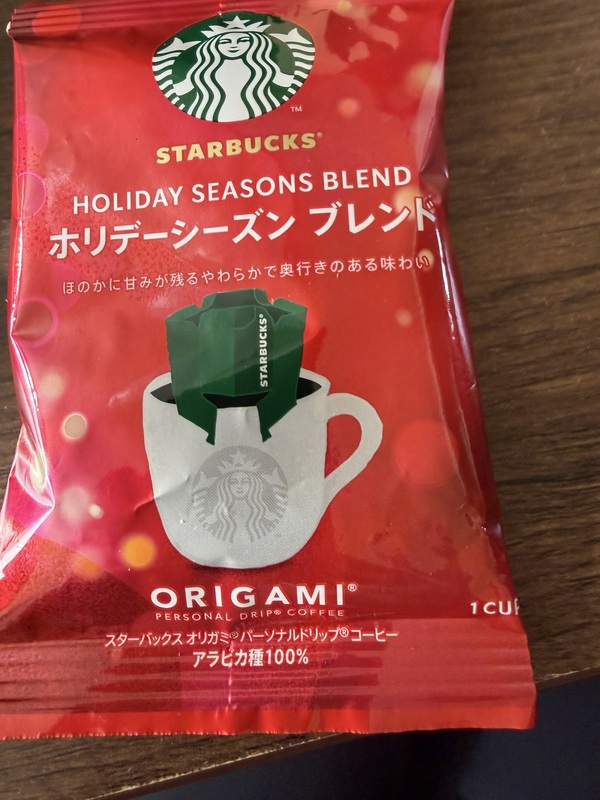 TM
STARBUCKS®
HOLIDAY SEASONS BLEND
ホリデーシーズン ブレンド
ほのかに甘みが残るやわらかで奥行きのある味わい
STARBUCKS®
ORIGAMI®
PERSONAL DRIP® COFFEE
1 CUP
スターバックス オリガミ® パーソナルドリップ® コーヒー
アラビカ種100%